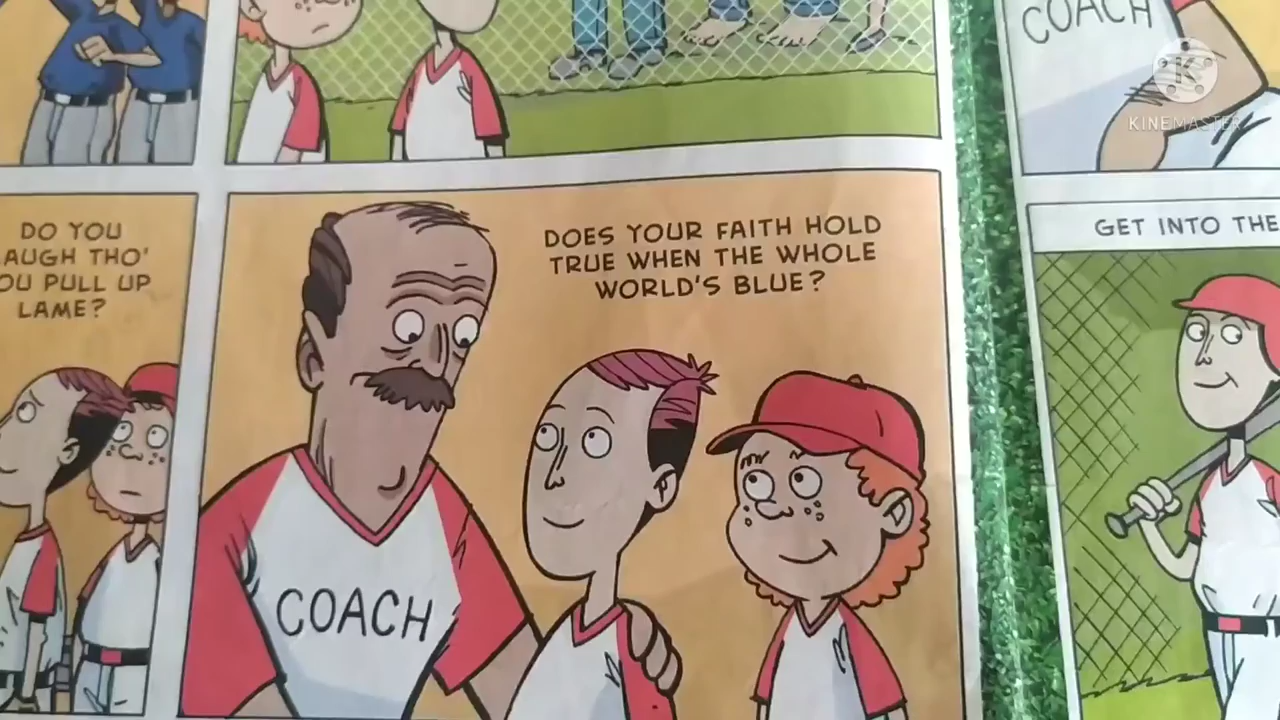 COACH
KINEMASTER
DO YOU
AUGH THO'
OU PULL UP
LAME?
DOES YOUR FAITH HOLD
TRUE WHEN THE WHOLE
WORLD'S BLUE?
COACH
GET INTO THE